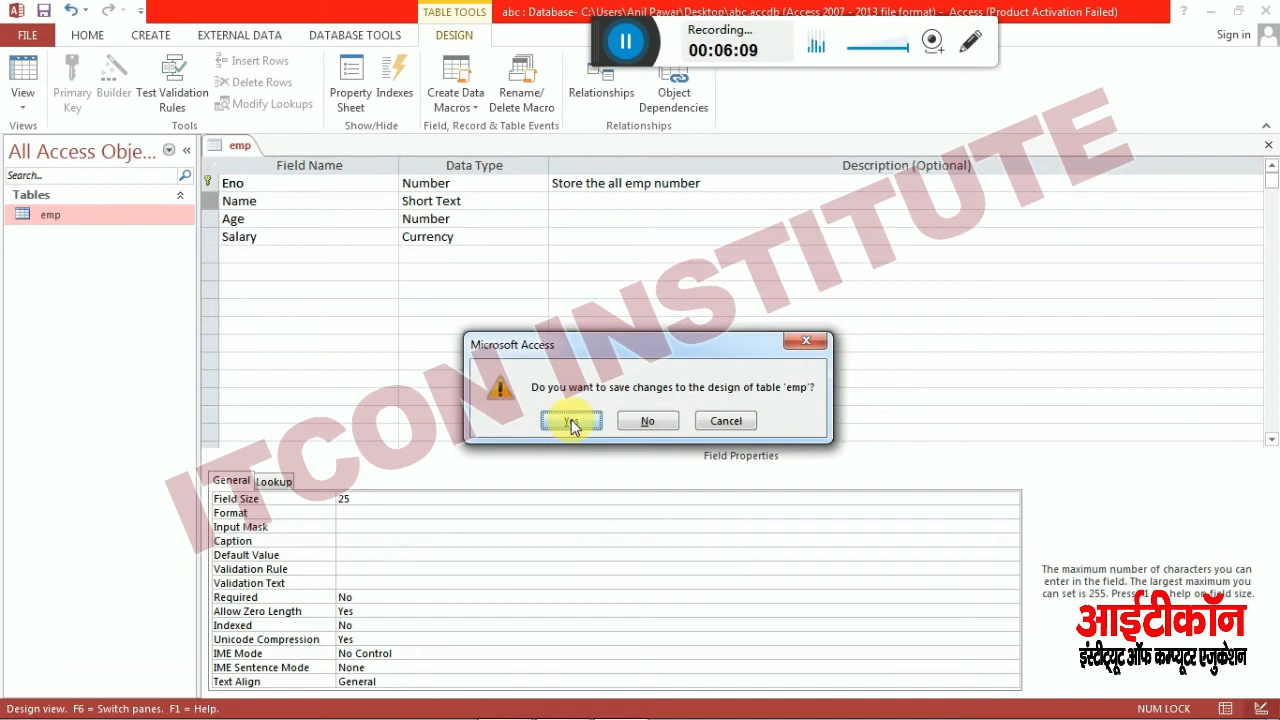 TABLE TOOLS
abc : Database- C:\Users\Anil Pawar\Desktop\abc.accdb (Access 2007 - 2013 file format) - Access (Product Activation Failed)
FILE HOME CREATE EXTERNAL DATA DATABASE TOOLS DESIGN
Sign in
Recording...
00:06:09
View
Primary Key
Builder
Test Validation Rules
Insert Rows
Delete Rows
Modify Lookups
Property Sheet
Indexes
Create Data Macros
Rename/ Delete Macro
Relationships
Object Dependencies
Views Tools Show/Hide Field, Record & Table Events Relationships
All Access Obje...
Search...
Tables
emp
emp
Field Name Data Type Description (Optional)
Eno Number Store the all emp number
Name Short Text
Age Number
Salary Currency
ITCON INSTITUTE
Microsoft Access
Do you want to save changes to the design of table 'emp'?
Yes No Cancel
Field Properties
General Lookup
Field Size 25
Format
Input Mask
Caption
Default Value
Validation Rule
Validation Text
Required No
Allow Zero Length Yes
Indexed No
Unicode Compression Yes
IME Mode No Control
IME Sentence Mode None
Text Align General
The maximum number of characters you can enter in the field. The largest maximum you can set is 255. Press F1 for help on field size.
आईटीकॉन
इंस्टीट्यूट ऑफ कम्प्यूटर एजुकेशन
Design view. F6 = Switch panes. F1 = Help.
NUM LOCK